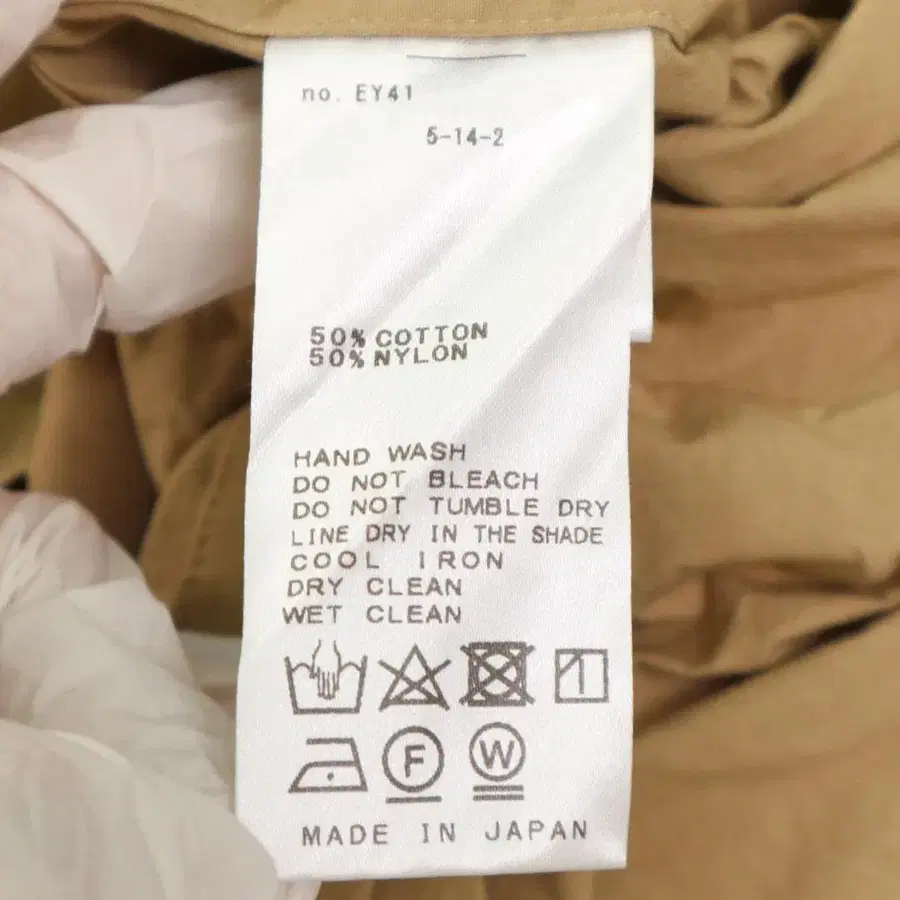 no. EY41
5-14-2
50% COTTON
50% NYLON
HAND WASH
DO NOT BLEACH
DO NOT TUMBLE DRY
LINE DRY IN THE SHADE
COOL IRON
DRY CLEAN
WET CLEAN
F W
MADE IN JAPAN